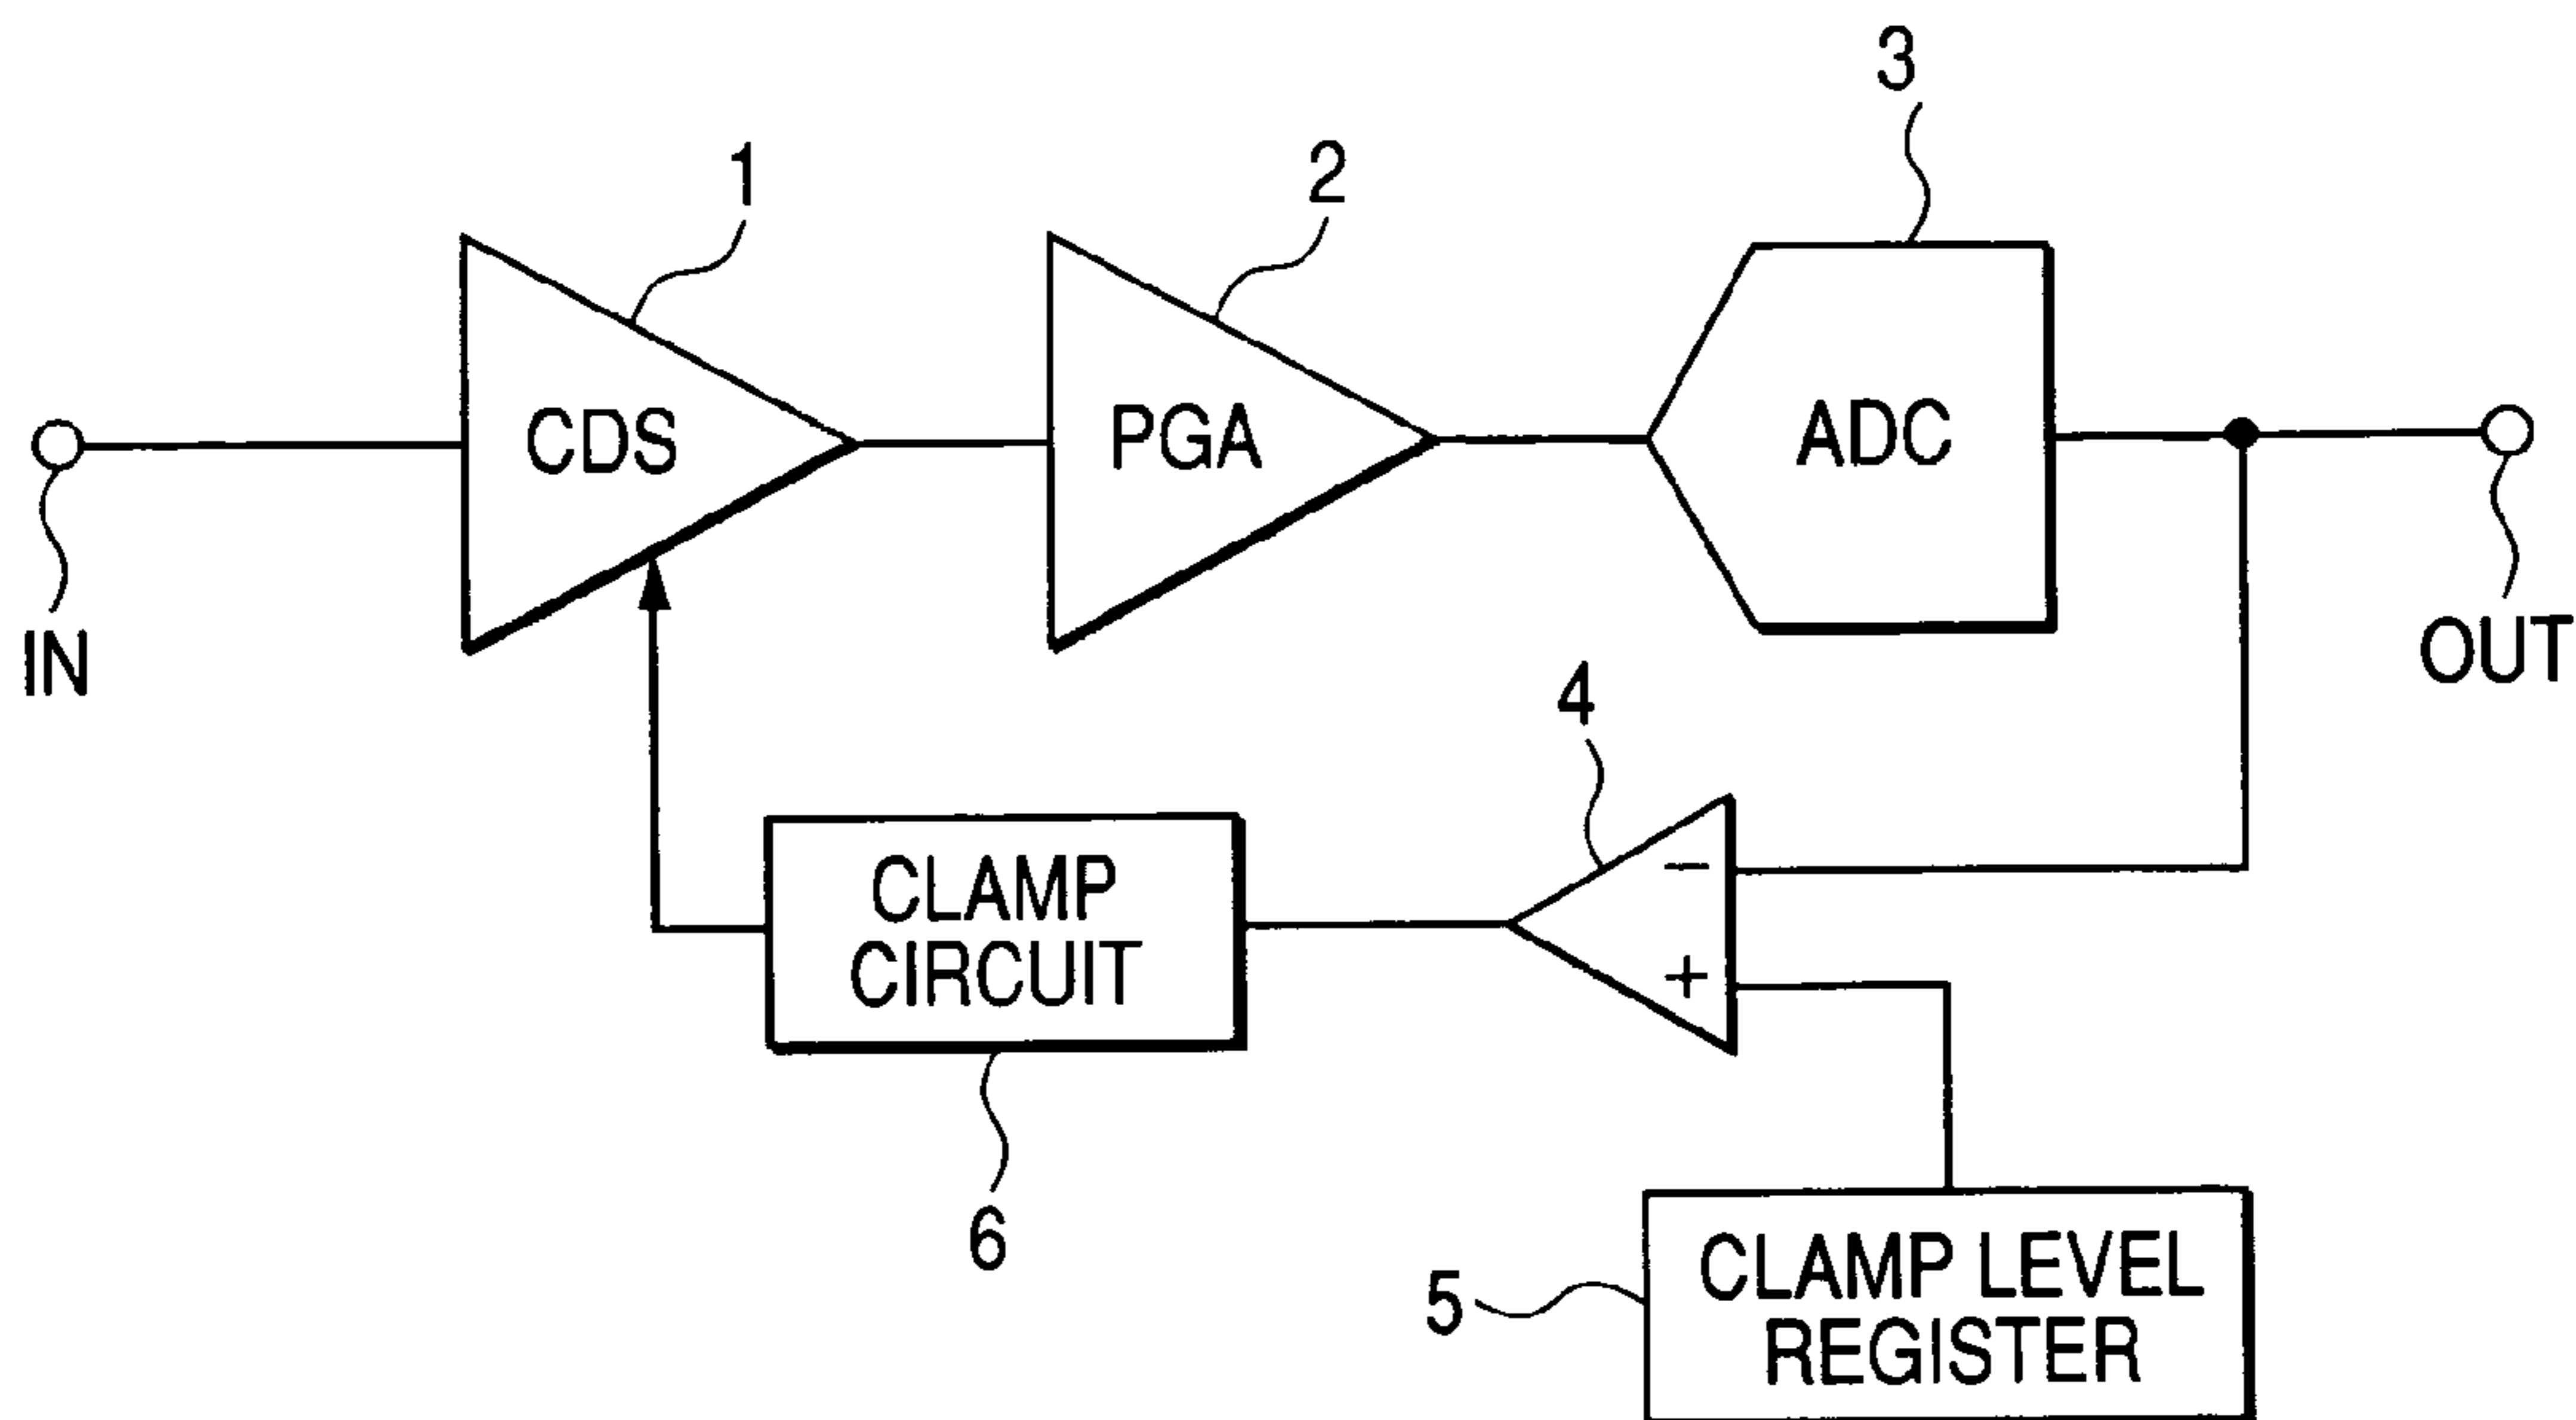 3
1
2
CDS
PGA
ADC
IN
OUT
4
−
+
CLAMP
CIRCUIT
6
5
CLAMP LEVEL
REGISTER